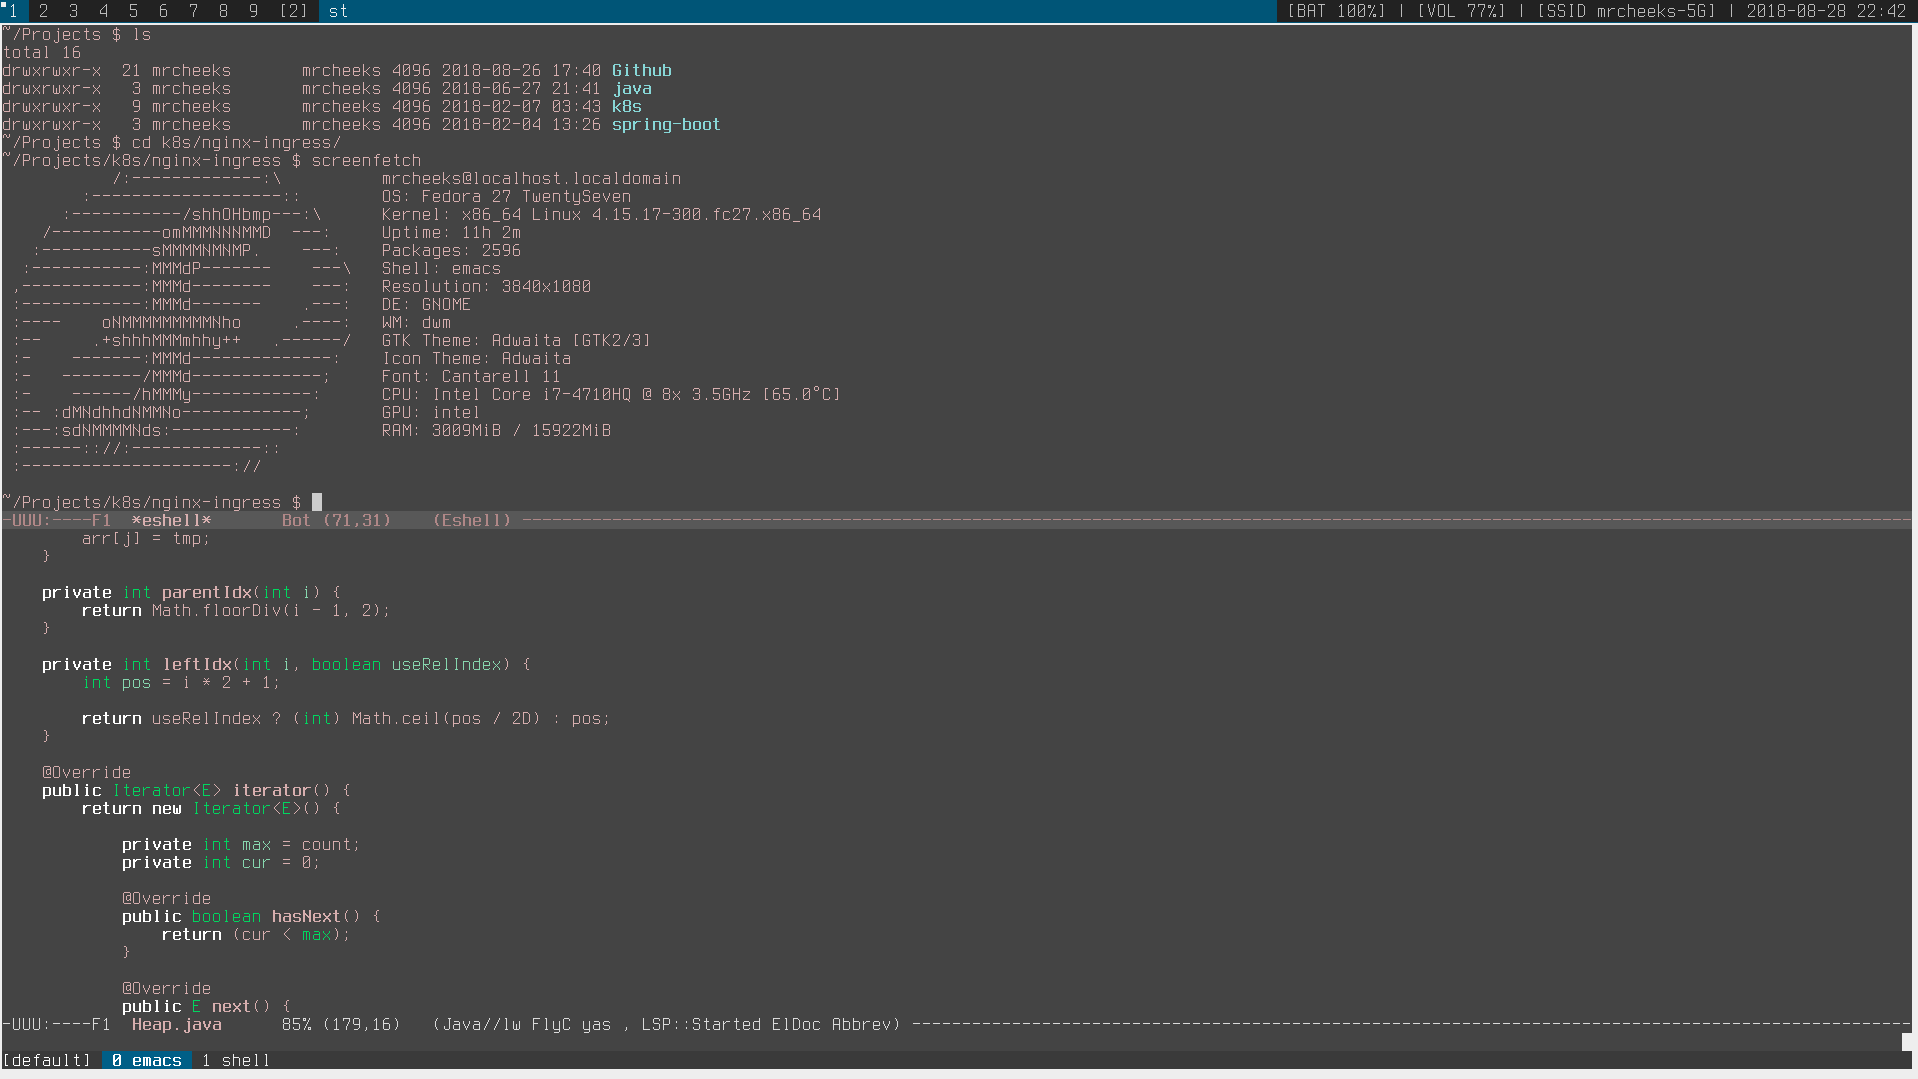 1 2 3 4 5 6 7 8 9 [2] st [BAT 100%] | [VOL 77%] | [SSID mrcheeks-5G] | 2018-08-28 22:42
~/Projects $ ls
total 16
drwxrwxr-x  21 mrcheeks       mrcheeks 4096 2018-08-26 17:40 Github
drwxrwxr-x   3 mrcheeks       mrcheeks 4096 2018-06-27 21:41 java
drwxrwxr-x   9 mrcheeks       mrcheeks 4096 2018-02-07 03:43 k8s
drwxrwxr-x   3 mrcheeks       mrcheeks 4096 2018-02-04 13:26 spring-boot
~/Projects $ cd k8s/nginx-ingress/
~/Projects/k8s/nginx-ingress $ screenfetch
           /:-------------:\          mrcheeks@localhost.localdomain
        :-------------------::        OS: Fedora 27 TwentySeven
      :-----------/shhOHbmp---:\      Kernel: x86_64 Linux 4.15.17-300.fc27.x86_64
    /-----------omMMMNNNMMD  ---:     Uptime: 11h 2m
   :-----------sMMMMNMNMP.    ---:    Packages: 2596
  :-----------:MMMdP-------    ---\   Shell: emacs
 ,------------:MMMd--------    ---:   Resolution: 3840x1080
 :------------:MMMd-------    .---:   DE: GNOME
 :----    oNMMMMMMMMMNho     .----:   WM: dwm
 :--     .+shhhMMMmhhy++   .------/   GTK Theme: Adwaita [GTK2/3]
 :-    -------:MMMd--------------:    Icon Theme: Adwaita
 :-   --------/MMMd-------------;     Font: Cantarell 11
 :-    ------/hMMMy------------:      CPU: Intel Core i7-4710HQ @ 8x 3.5GHz [65.0°C]
 :-- :dMNdhhdNMMNo------------;       GPU: intel
 :---:sdNMMMMNds:------------:        RAM: 3009MiB / 15922MiB
 :------:://:-------------::
 :---------------------://
~/Projects/k8s/nginx-ingress $
-UUU:----F1  *eshell*       Bot (71,31)    (Eshell) ----------
        arr[j] = tmp;
    }
    private int parentIdx(int i) {
        return Math.floorDiv(i - 1, 2);
    }
    private int leftIdx(int i, boolean useRelIndex) {
        int pos = i * 2 + 1;
        return useRelIndex ? (int) Math.ceil(pos / 2D) : pos;
    }
    @Override
    public Iterator<E> iterator() {
        return new Iterator<E>() {
            private int max = count;
            private int cur = 0;
            @Override
            public boolean hasNext() {
                return (cur < max);
            }
            @Override
            public E next() {
-UUU:----F1  Heap.java      85% (179,16)   (Java//lw FlyC yas , LSP::Started ElDoc Abbrev) ----------
[default]  0 emacs  1 shell